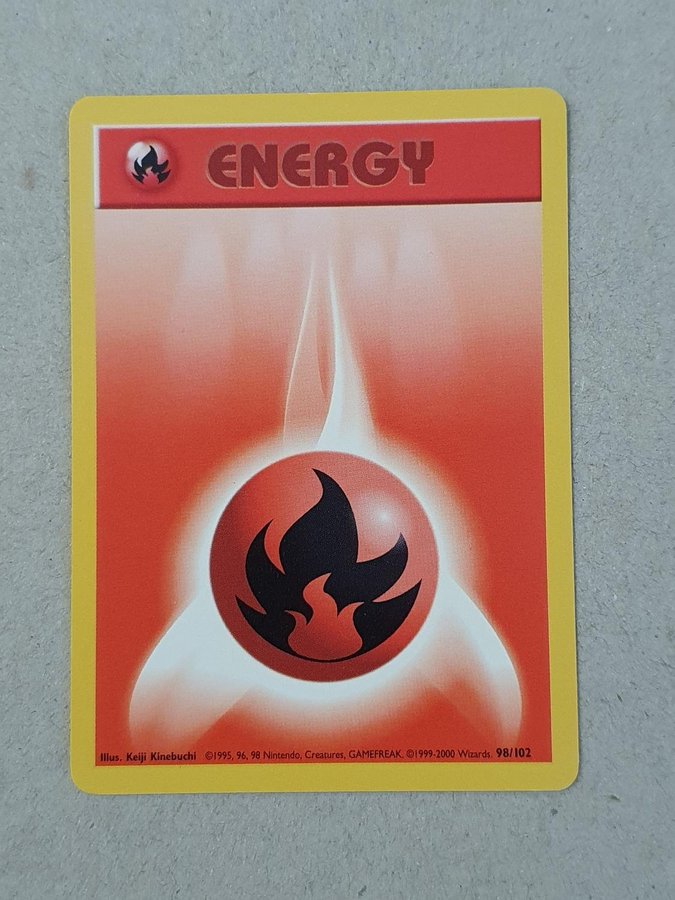 ENERGY
Illus. Keiji Kinebuchi ©1995, 96, 98 Nintendo, Creatures, GAMEFREAK. ©1999-2000 Wizards. 98/102